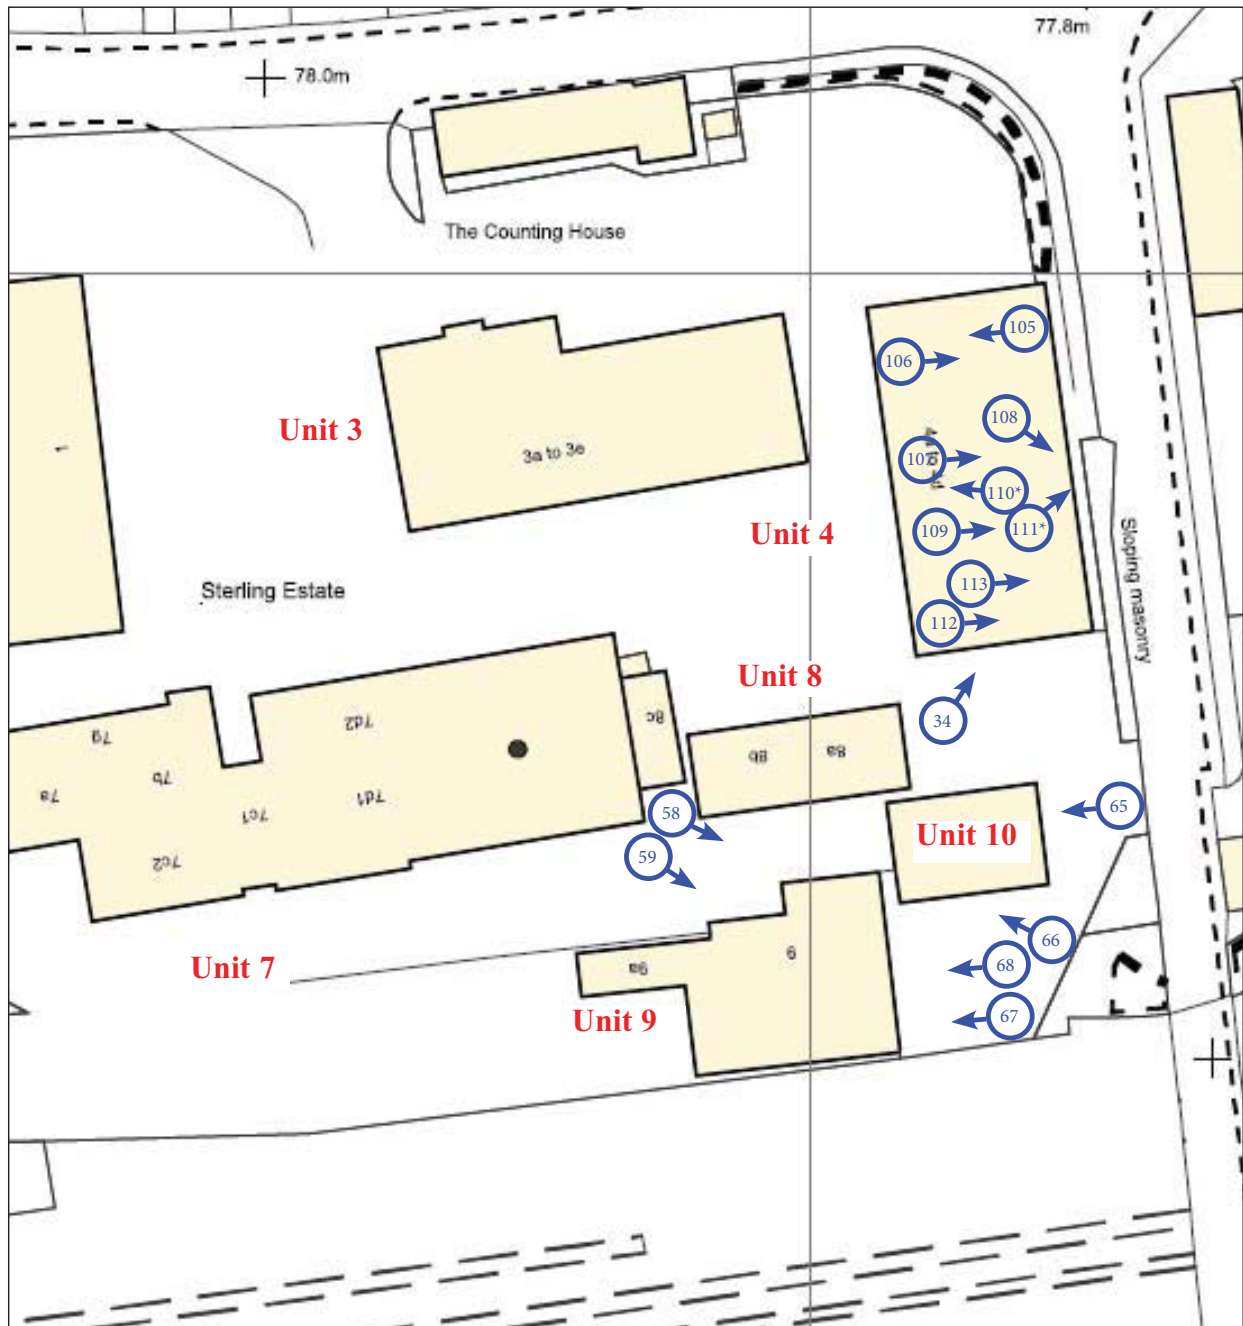 77.8m
78.0m
The Counting House
105
106
1
Unit 3
108
3a to 3e
107
110*
Unit 4
109
111*
Sloping masonry
Sterling Estate
113
112
Unit 8
8c
34
7d2
7g
8b
8a
7b
7a
7d1
7c1
58
65
Unit 10
59
7c2
66
9
Unit 7
9a
68
Unit 9
67